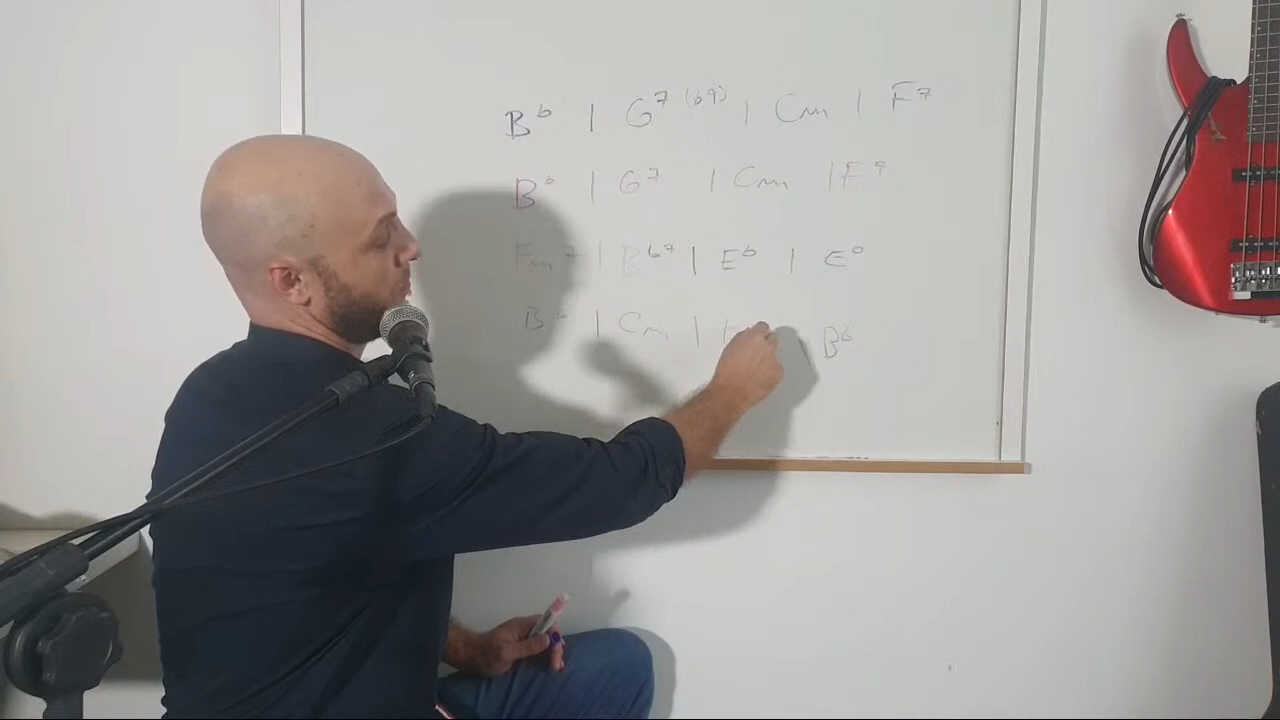 B♭ | G7 (♭9) | Cm | F7
B♭ | G7 | Cm | F7
Fm7 | B♭7 | E♭ | E°
B♭ | Cm | | B♭